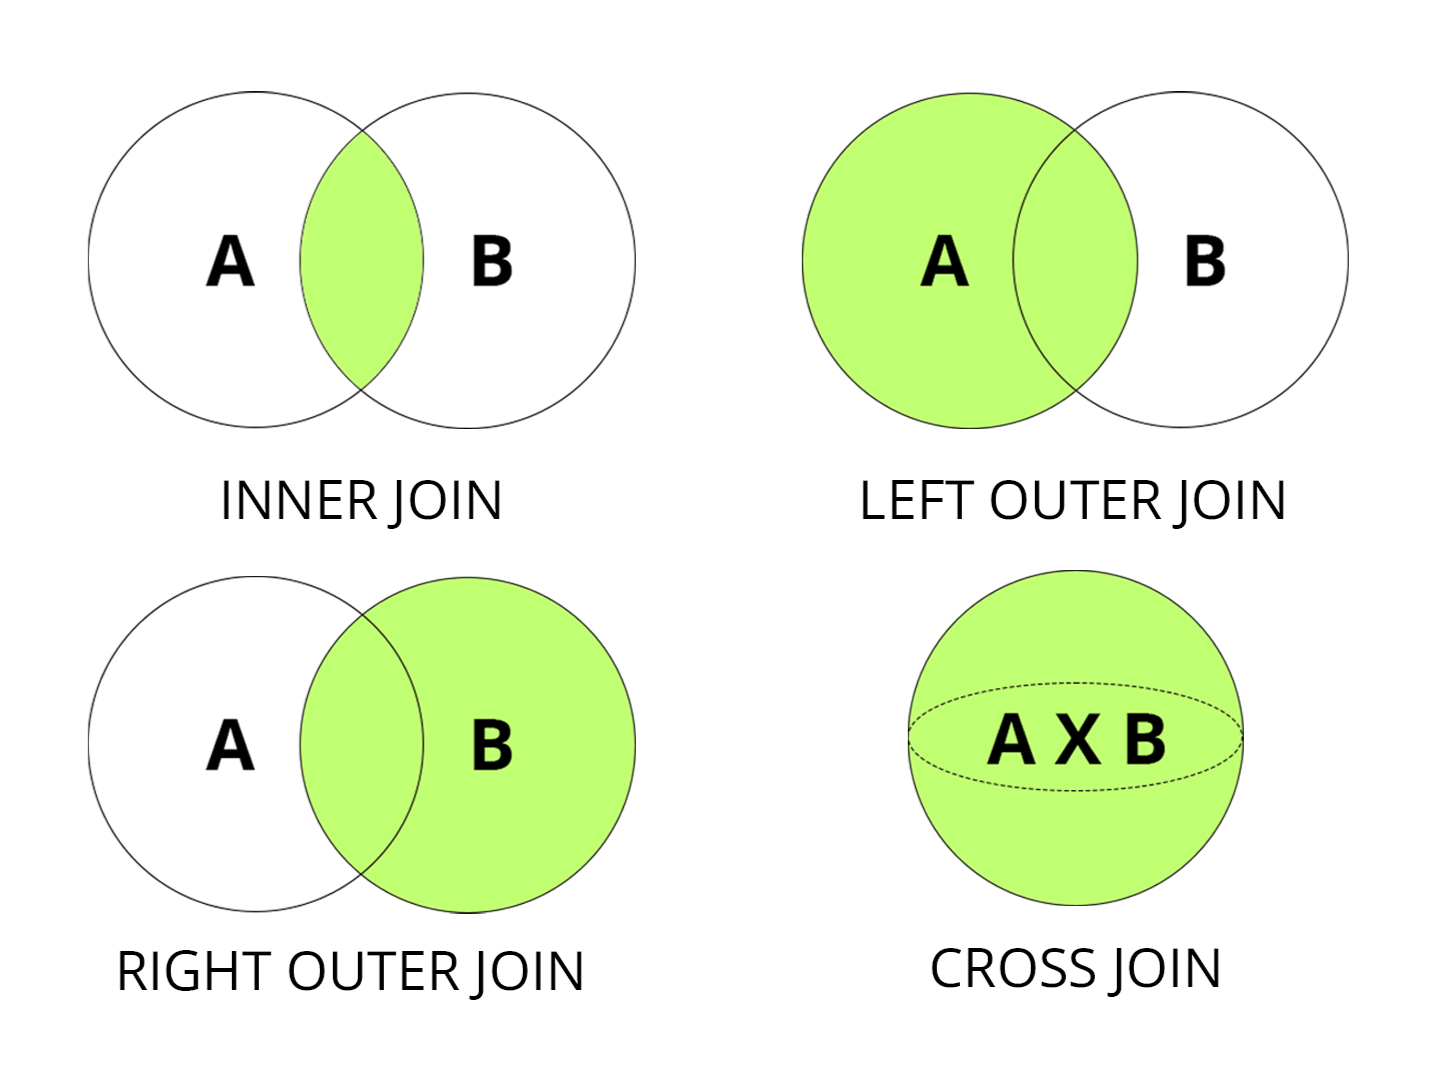 A B
INNER JOIN
A B
LEFT OUTER JOIN
A B
RIGHT OUTER JOIN
A X B
CROSS JOIN